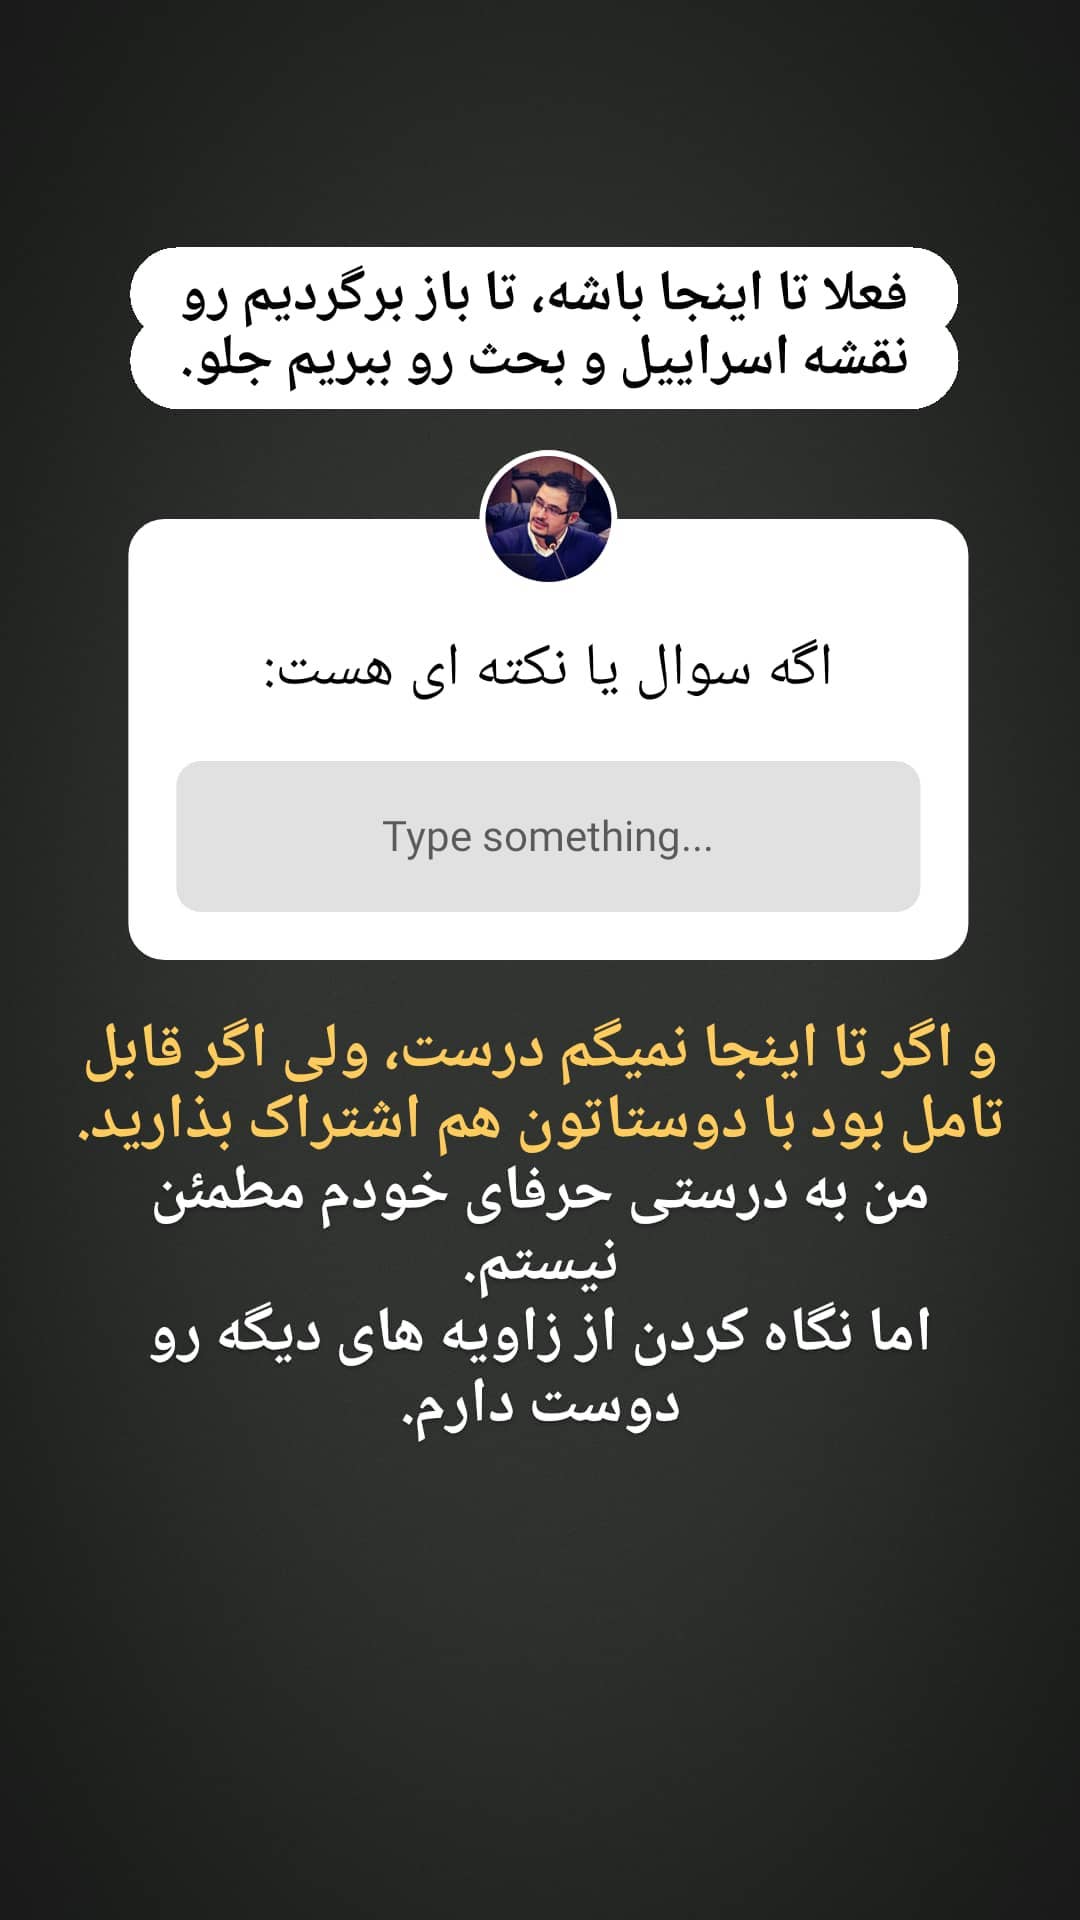 فعلا تا اینجا باشه، تا باز برگردیم رو
نقشه اسراییل و بحث رو ببریم جلو.
اگه سوال یا نکته ای هست:
Type something...
و اگر تا اینجا نمیگم درست، ولی اگر قابل
تامل بود با دوستاتون هم اشتراک بذارید.
من به درستی حرفای خودم مطمئن
نیستم.
اما نگاه کردن از زاویه های دیگه رو
دوست دارم.